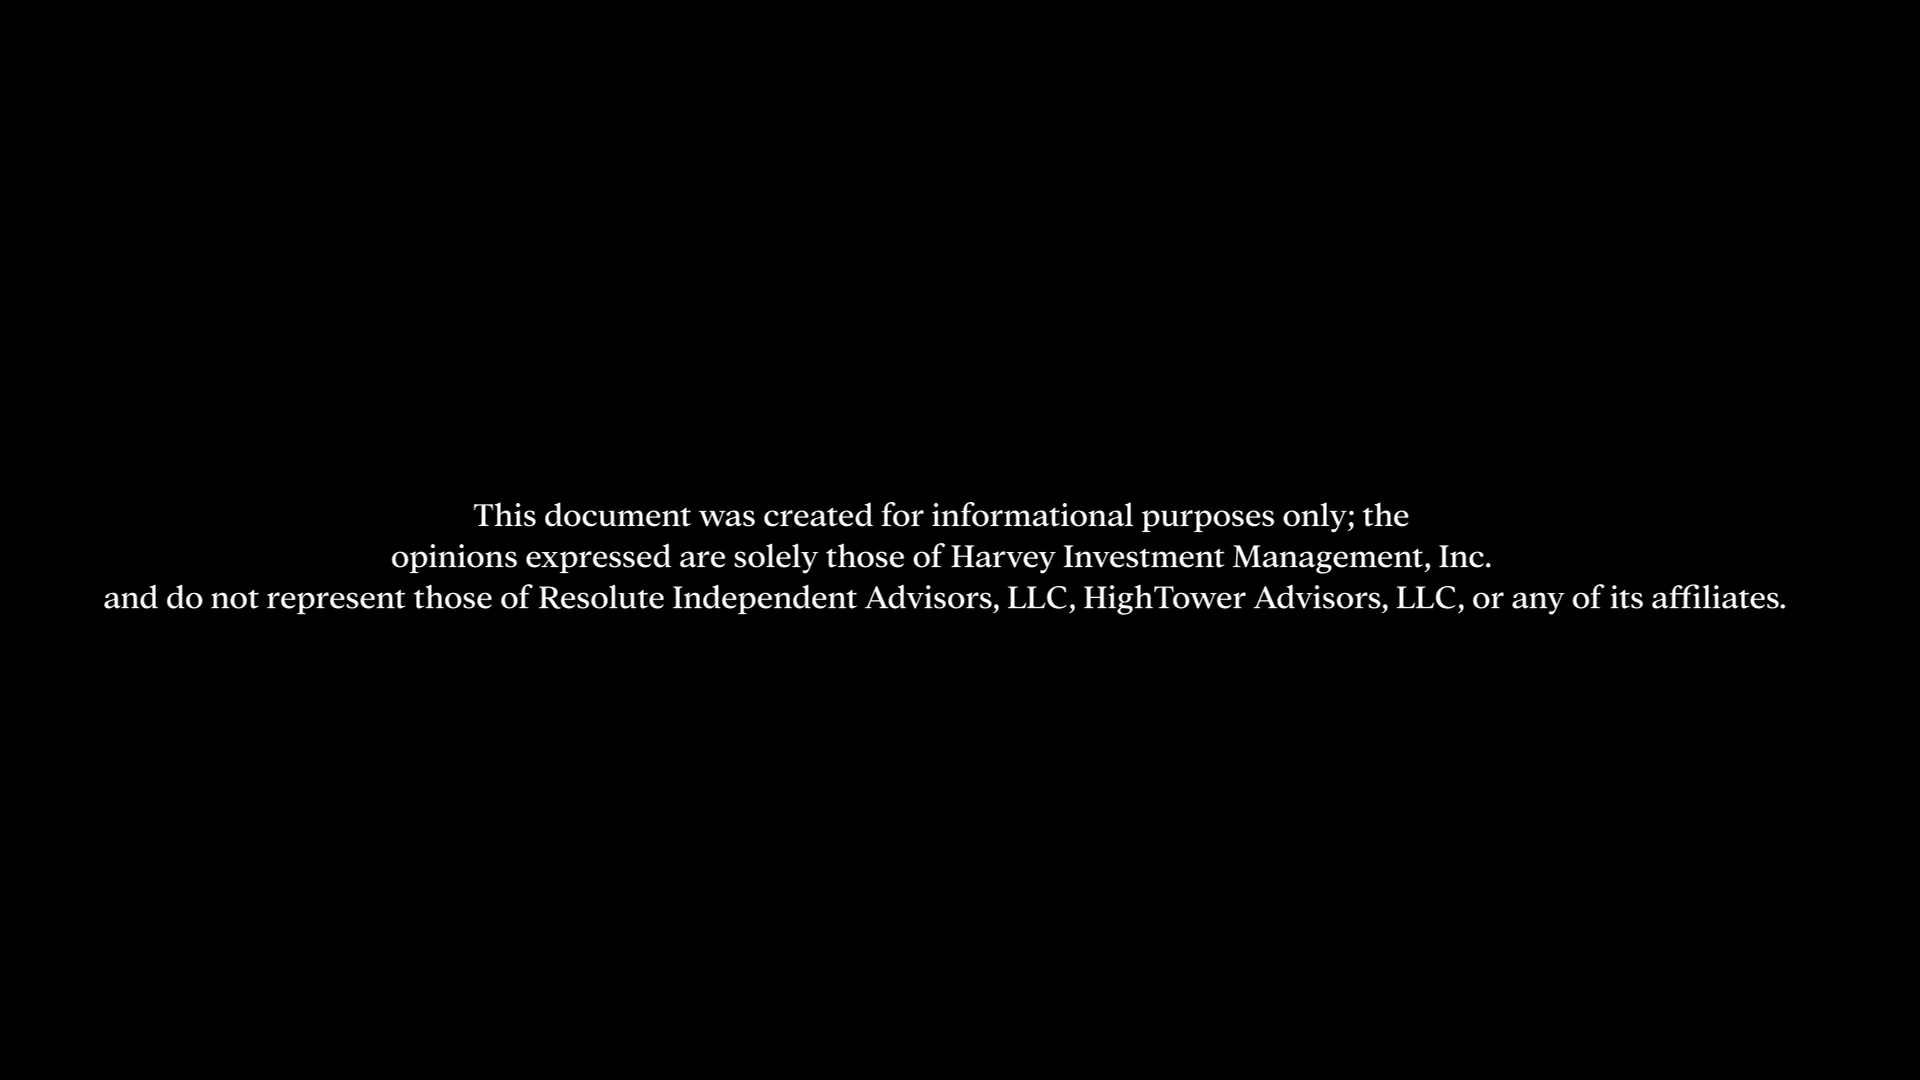 This document was created for informational purposes only; the
opinions expressed are solely those of Harvey Investment Management, Inc.
and do not represent those of Resolute Independent Advisors, LLC, HighTower Advisors, LLC, or any of its affiliates.